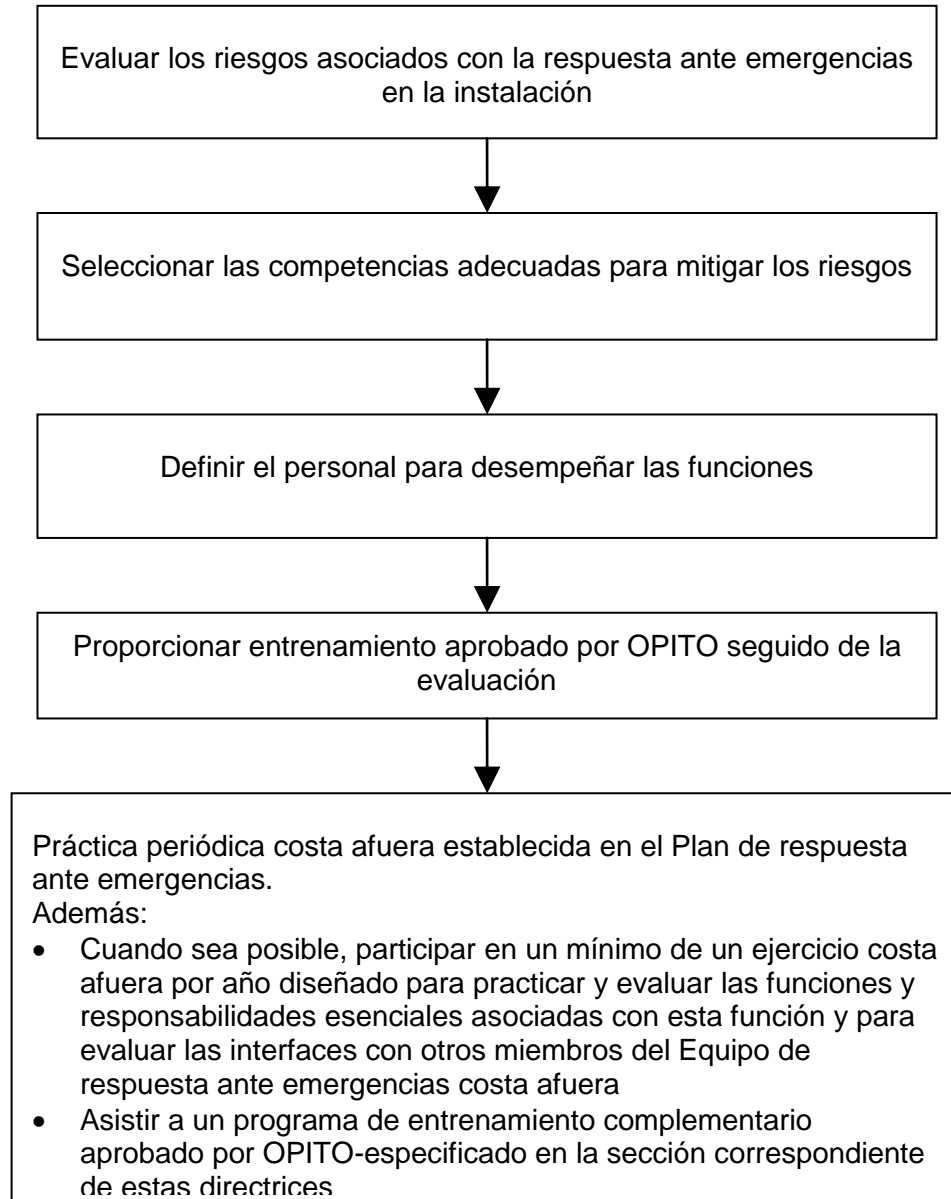 Evaluar los riesgos asociados con la respuesta ante emergencias
en la instalación
Seleccionar las competencias adecuadas para mitigar los riesgos
Definir el personal para desempeñar las funciones
Proporcionar entrenamiento aprobado por OPITO seguido de la
evaluación
Práctica periódica costa afuera establecida en el Plan de respuesta
ante emergencias.
Además:
• Cuando sea posible, participar en un mínimo de un ejercicio costa
afuera por año diseñado para practicar y evaluar las funciones y
responsabilidades esenciales asociadas con esta función y para
evaluar las interfaces con otros miembros del Equipo de
respuesta ante emergencias costa afuera
• Asistir a un programa de entrenamiento complementario
aprobado por OPITO-especificado en la sección correspondiente
de estas directrices